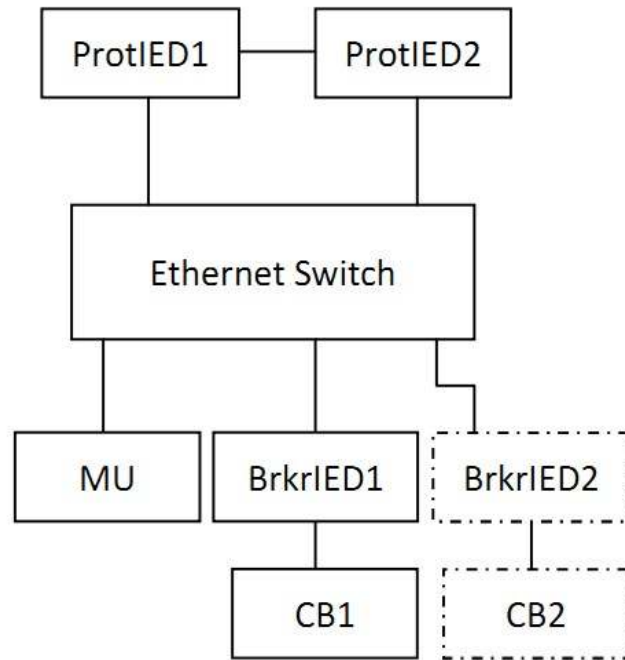 ProtIED1
ProtIED2
Ethernet Switch
MU
BrkrIED1
BrkrIED2
CB1
CB2